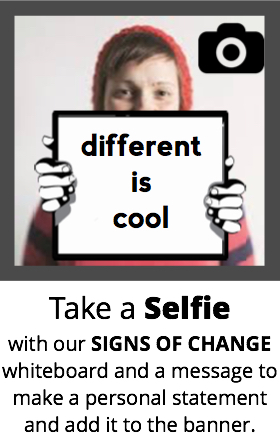 different
is
cool
Take a Selfie
with our SIGNS OF CHANGE
whiteboard and a message to
make a personal statement
and add it to the banner.